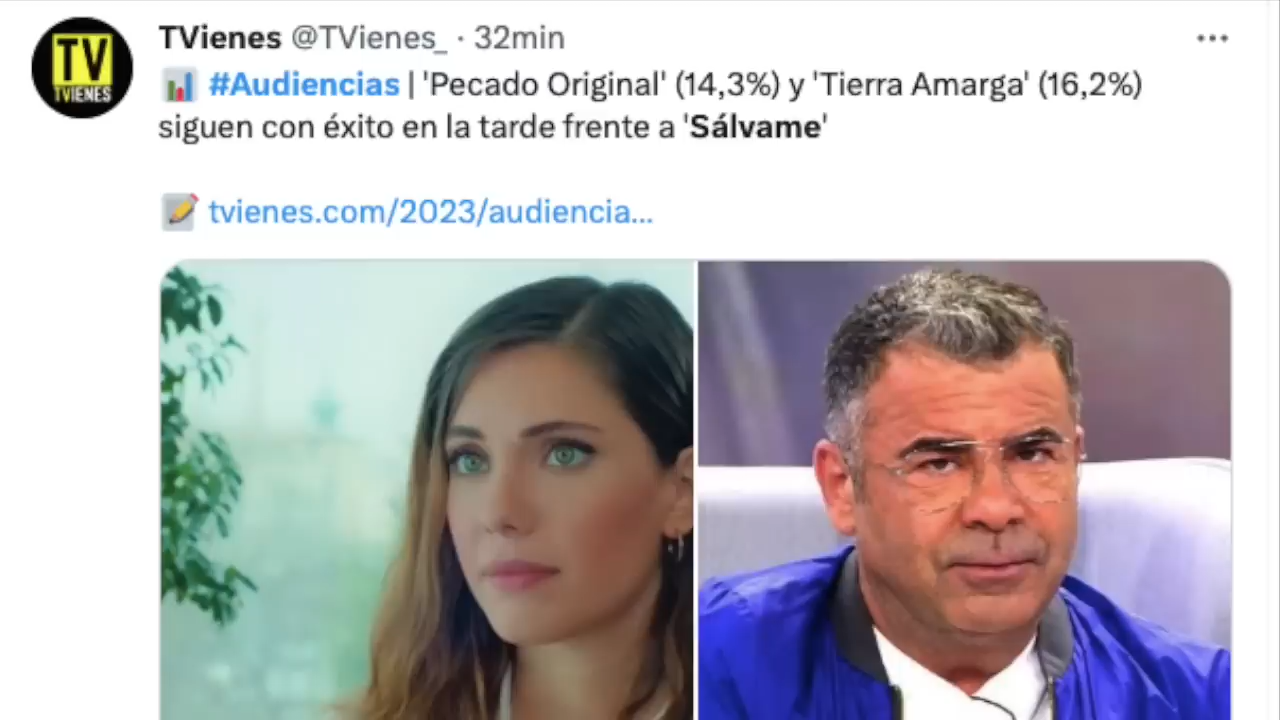 TV
TVIENES
TVienes @TVienes_ · 32min
#Audiencias | 'Pecado Original' (14,3%) y 'Tierra Amarga' (16,2%)
siguen con éxito en la tarde frente a 'Sálvame'
tvienes.com/2023/audiencia...